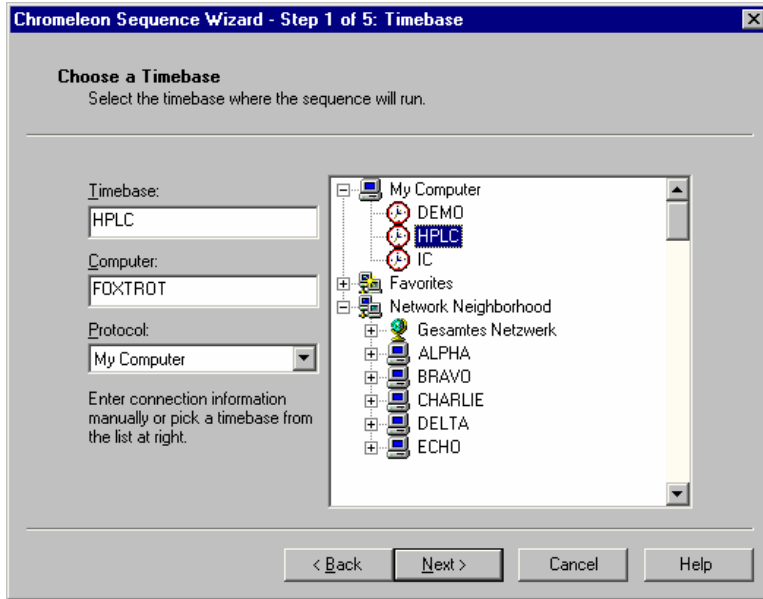 Chromeleon Sequence Wizard - Step 1 of 5: Timebase
Choose a Timebase
Select the timebase where the sequence will run.
Timebase:
HPLC
Computer:
FOXTROT
Protocol:
My Computer
Enter connection information
manually or pick a timebase from
the list at right.
My Computer
DEMO
HPLC
IC
Favorites
Network Neighborhood
Gesamtes Netzwerk
ALPHA
BRAVO
CHARLIE
DELTA
ECHO
< Back
Next >
Cancel
Help